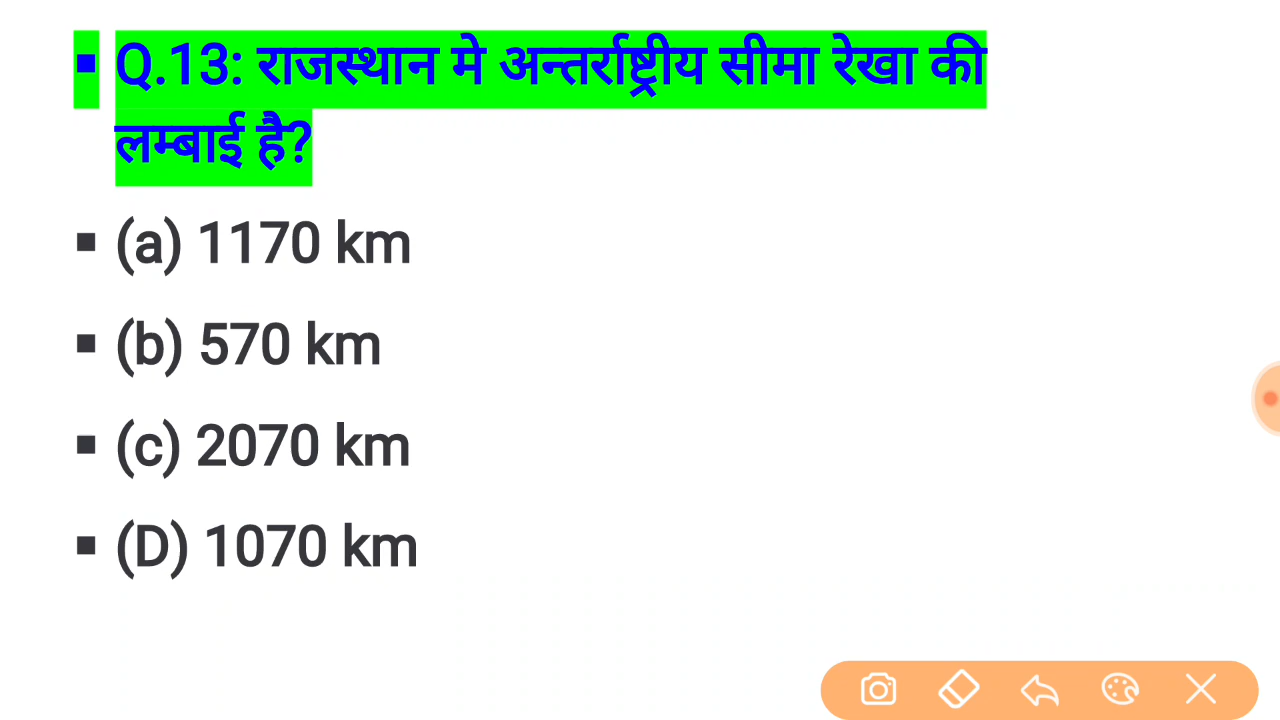 ▪ Q.13: राजस्थान मे अन्तर्राष्ट्रीय सीमा रेखा की
लम्बाई है?
▪ (a) 1170 km
▪ (b) 570 km
▪ (c) 2070 km
▪ (D) 1070 km